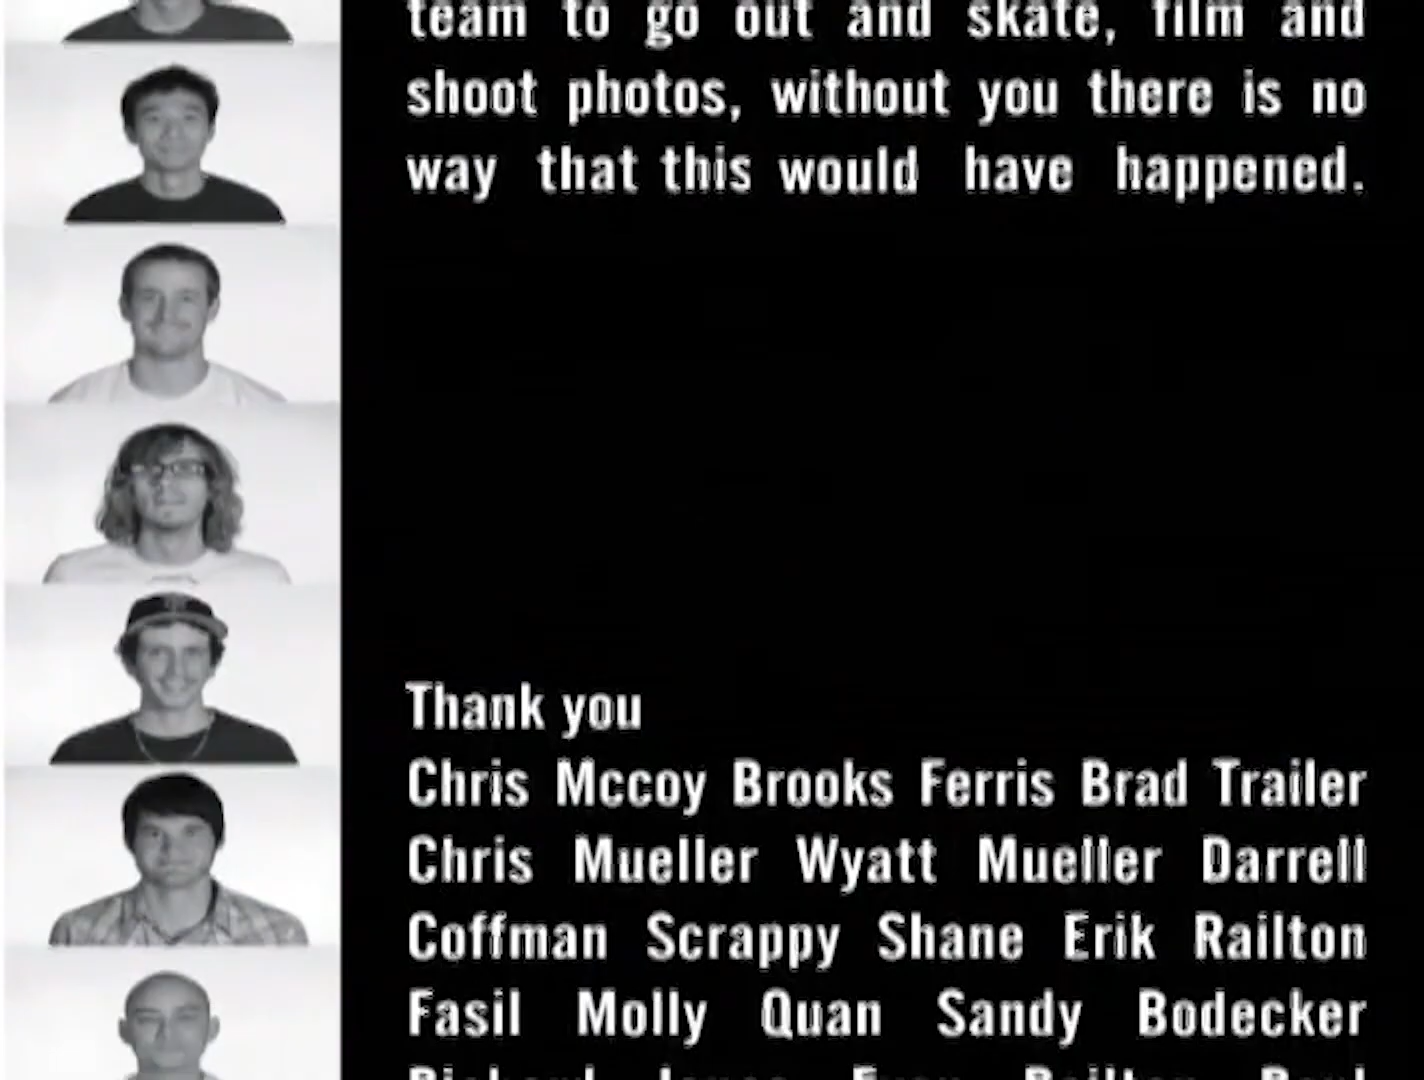 team to go out and skate, film and
shoot photos, without you there is no
way that this would have happened.
Thank you
Chris Mccoy Brooks Ferris Brad Trailer
Chris Mueller Wyatt Mueller Darrell
Coffman Scrappy Shane Erik Railton
Fasil Molly Quan Sandy Bodecker